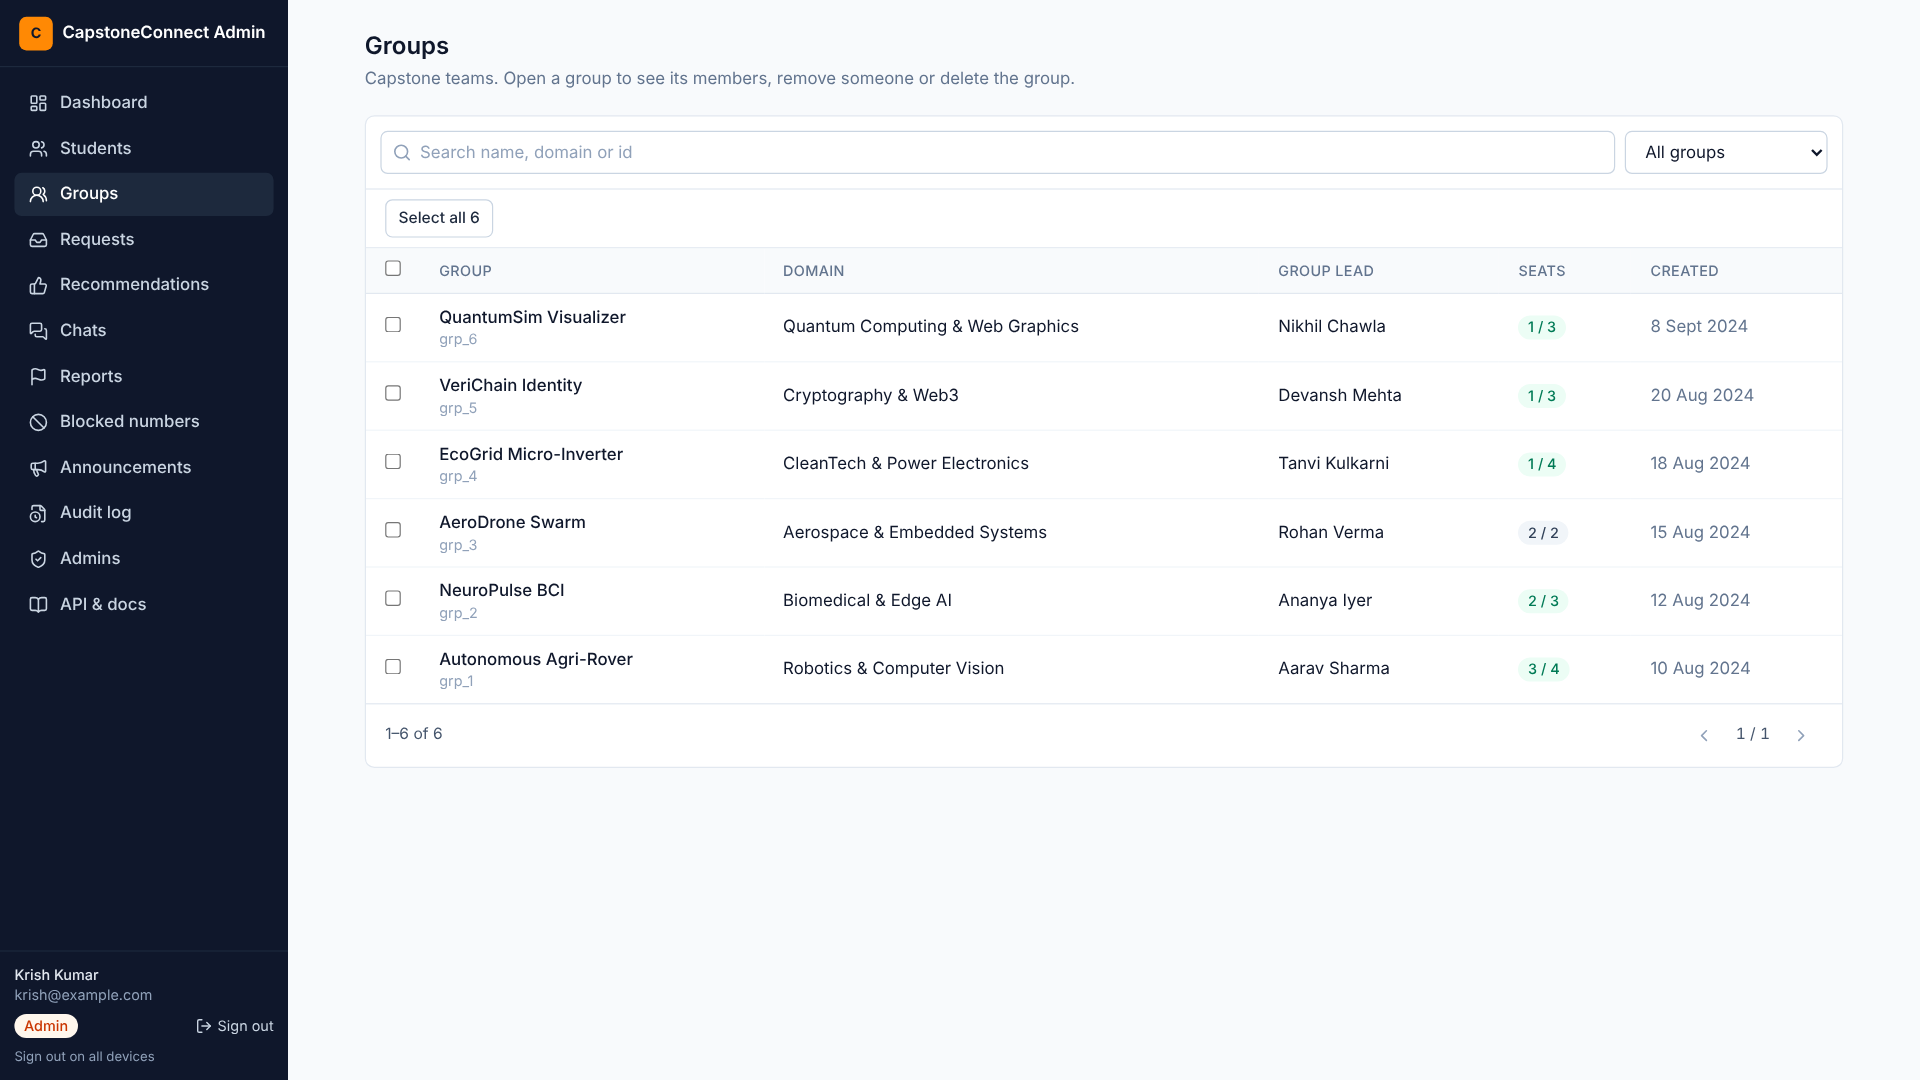 C CapstoneConnect Admin
Dashboard
Students
Groups
Requests
Recommendations
Chats
Reports
Blocked numbers
Announcements
Audit log
Admins
API & docs
Krish Kumar
krish@example.com
Admin Sign out
Sign out on all devices
Groups
Capstone teams. Open a group to see its members, remove someone or delete the group.
Search name, domain or id All groups
Select all 6
GROUP DOMAIN GROUP LEAD SEATS CREATED
QuantumSim Visualizer
grp_6
Quantum Computing & Web Graphics Nikhil Chawla 1 / 3 8 Sept 2024
VeriChain Identity
grp_5
Cryptography & Web3 Devansh Mehta 1 / 3 20 Aug 2024
EcoGrid Micro-Inverter
grp_4
CleanTech & Power Electronics Tanvi Kulkarni 1 / 4 18 Aug 2024
AeroDrone Swarm
grp_3
Aerospace & Embedded Systems Rohan Verma 2 / 2 15 Aug 2024
NeuroPulse BCI
grp_2
Biomedical & Edge AI Ananya Iyer 2 / 3 12 Aug 2024
Autonomous Agri-Rover
grp_1
Robotics & Computer Vision Aarav Sharma 3 / 4 10 Aug 2024
1–6 of 6 1 / 1